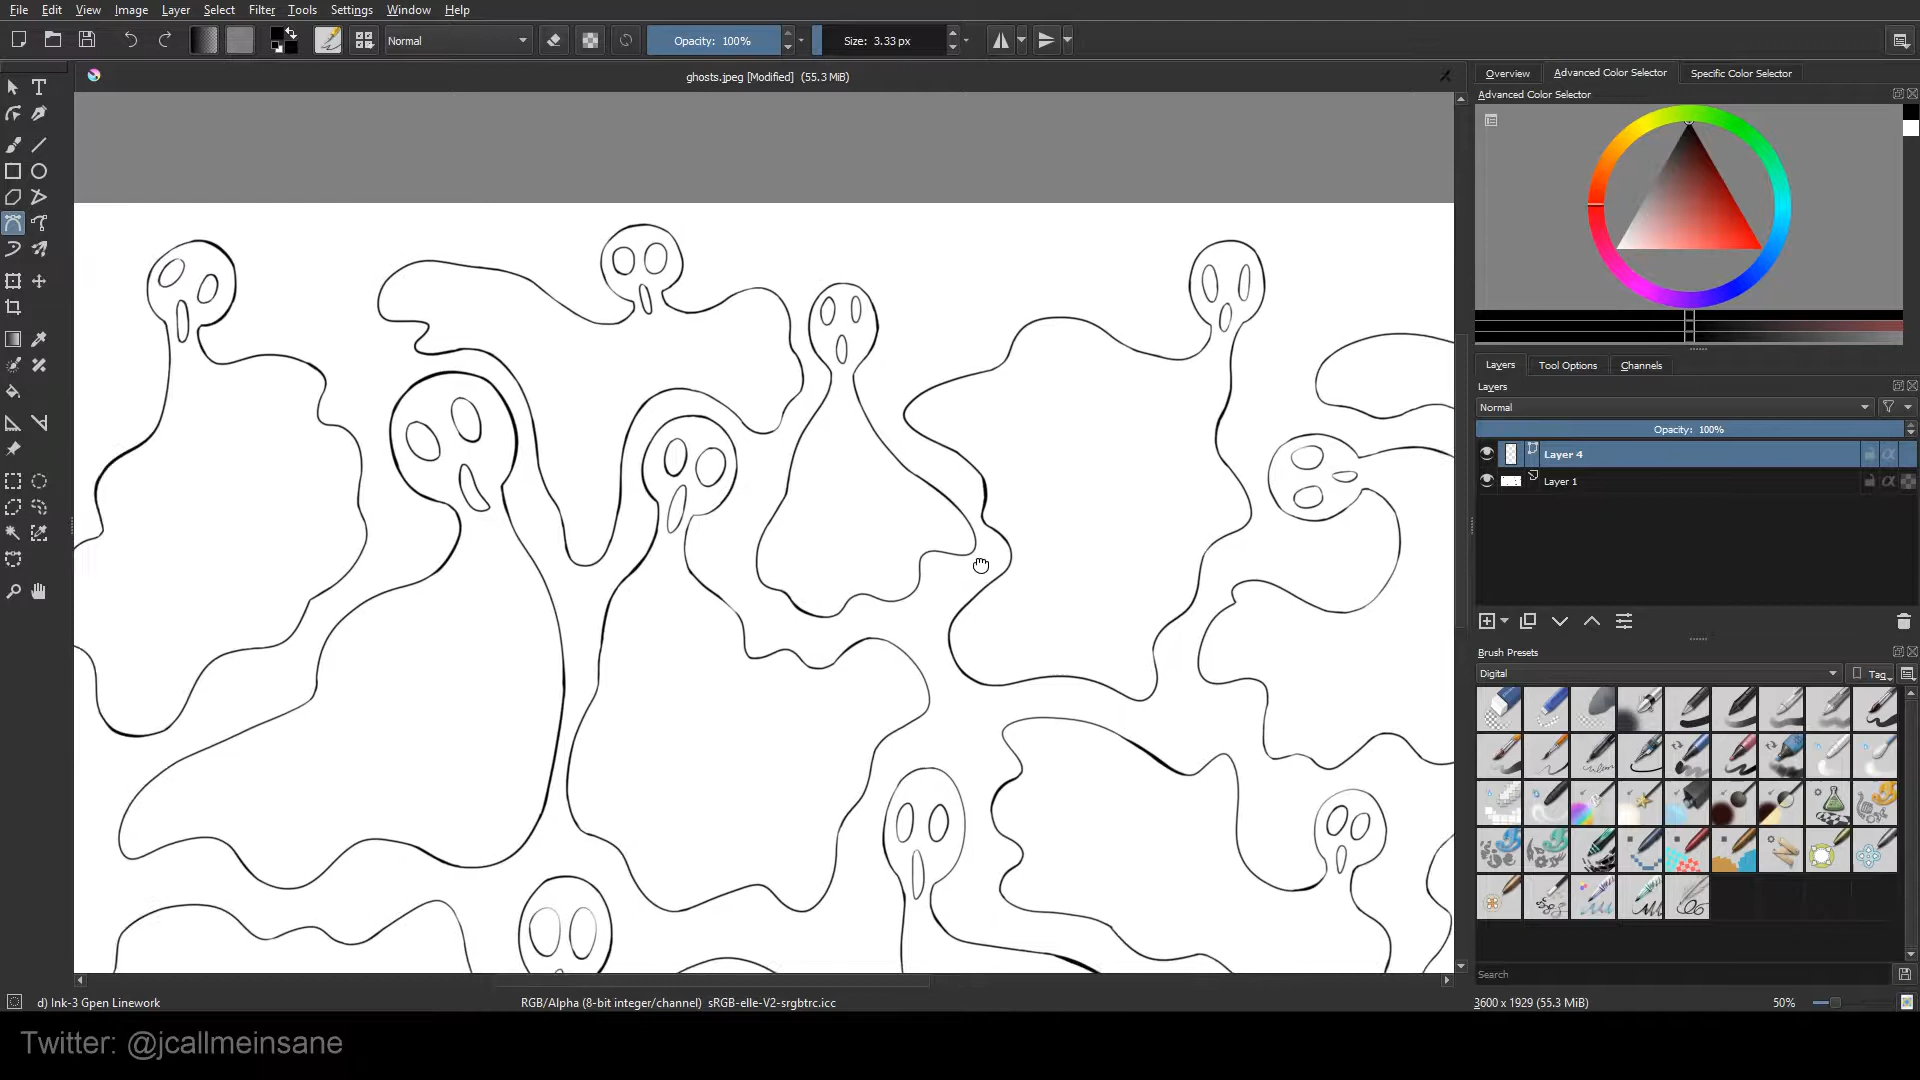 File Edit View Image Layer Select Filter Tools Settings Window Help
Normal
Opacity: 100%
Size: 3.33 px
ghosts.jpeg [Modified] (55.3 MiB)
Overview
Advanced Color Selector
Specific Color Selector
Advanced Color Selector
Layers
Tool Options
Channels
Layers
Normal
Opacity: 100%
Layer 4
Layer 1
Brush Presets
Digital
Tag
Search
d) Ink-3 Gpen Linework
RGB/Alpha (8-bit integer/channel) sRGB-elle-V2-srgbtrc.icc
3600 x 1929 (55.3 MiB)
50%
Twitter: @jcallmeinsane